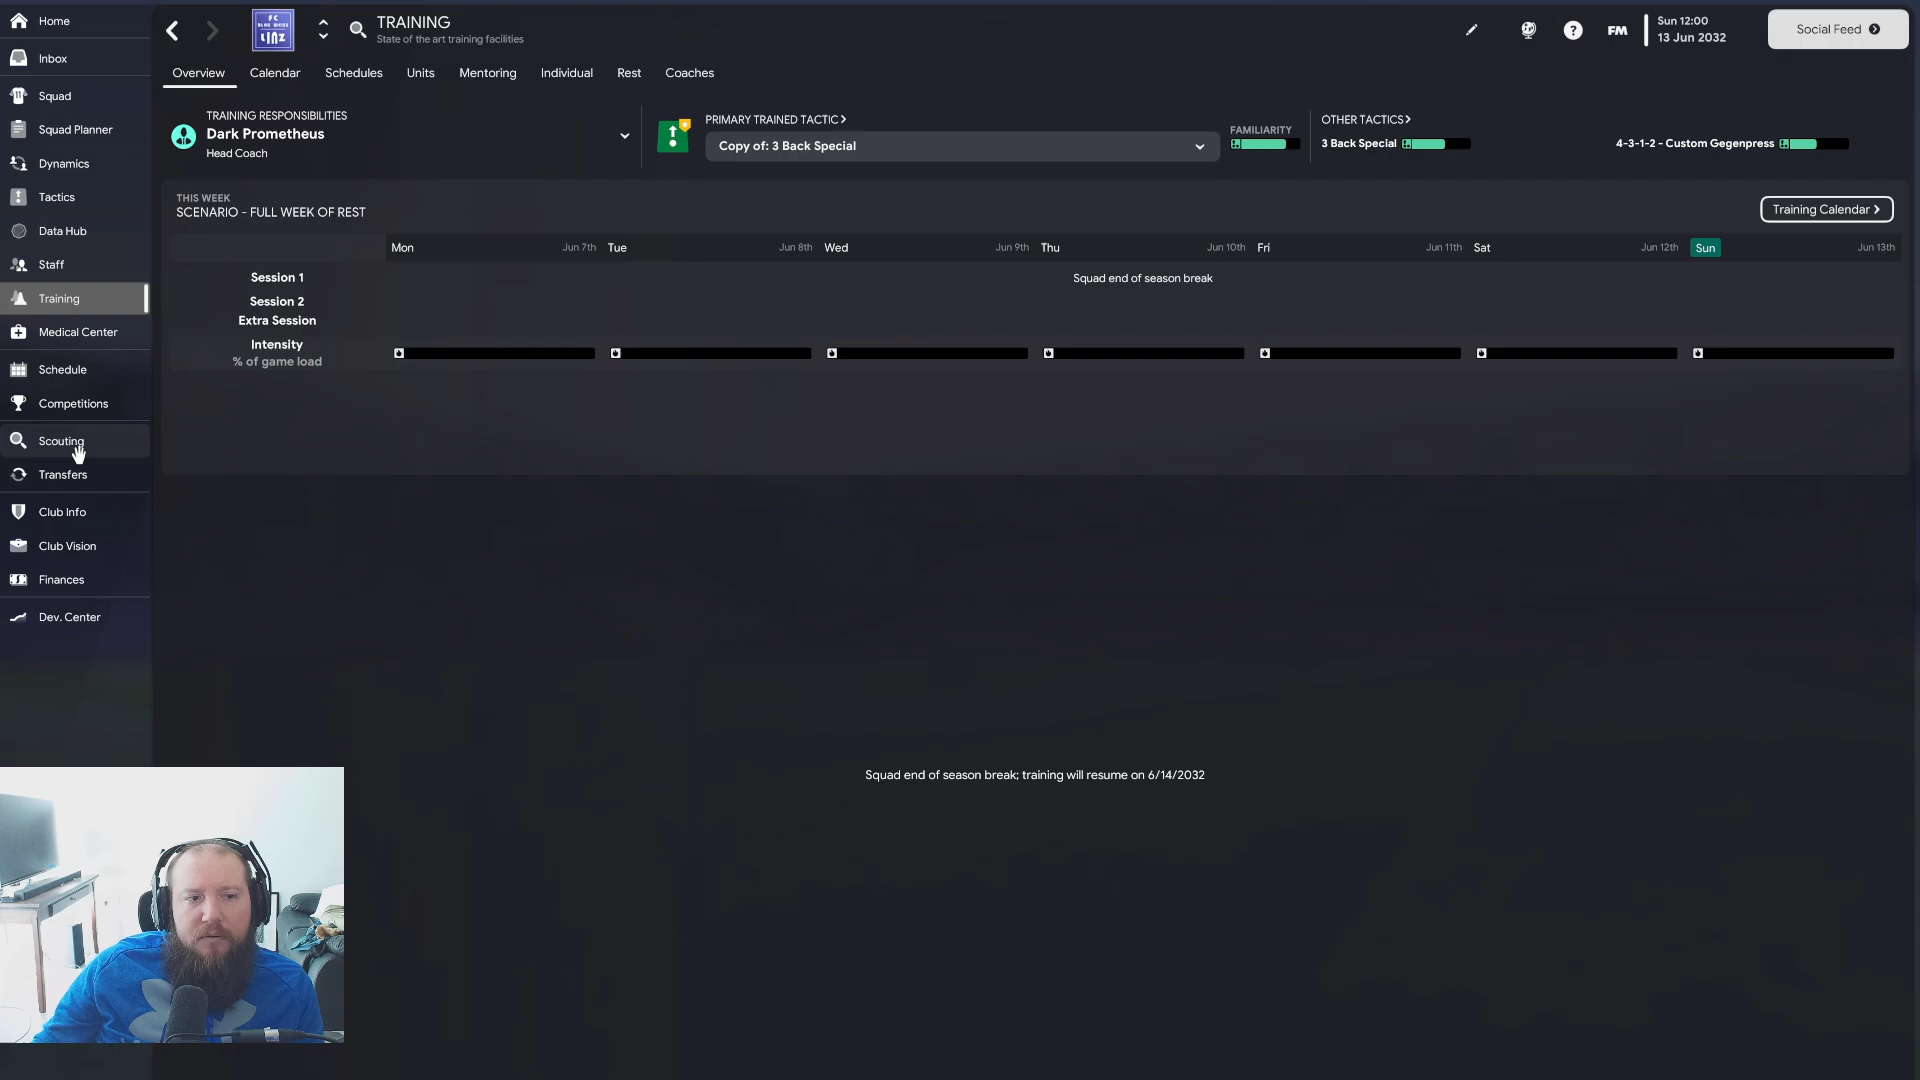 Home
Inbox
Squad
Squad Planner
Dynamics
Tactics
Data Hub
Staff
Training
Medical Center
Schedule
Competitions
Scouting
Transfers
Club Info
Club Vision
Finances
Dev. Center
FC
BLAU WEISS
LINZ
TRAINING
State of the art training facilities
FM
Sun 12:00
13 Jun 2032
Social Feed
Overview
Calendar
Schedules
Units
Mentoring
Individual
Rest
Coaches
TRAINING RESPONSIBILITIES
Dark Prometheus
Head Coach
PRIMARY TRAINED TACTIC
Copy of: 3 Back Special
FAMILIARITY
OTHER TACTICS
3 Back Special
4-3-1-2 - Custom Gegenpress
THIS WEEK
SCENARIO - FULL WEEK OF REST
Training Calendar
Mon Jun 7th Tue Jun 8th Wed Jun 9th Thu Jun 10th Fri Jun 11th Sat Jun 12th Sun Jun 13th
Session 1
Squad end of season break
Session 2
Extra Session
Intensity
% of game load
Squad end of season break; training will resume on 6/14/2032